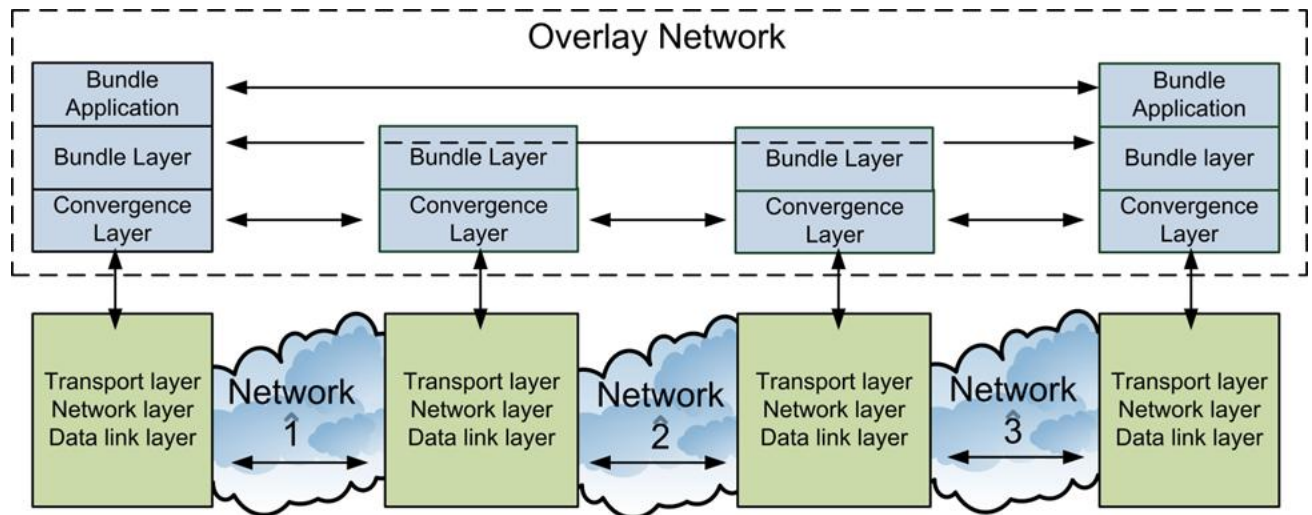 Overlay Network
Bundle
Application
Bundle Layer
Convergence
Layer
Bundle Layer
Convergence
Layer
Bundle Layer
Convergence
Layer
Bundle
Application
Bundle layer
Convergence
Layer
Transport layer
Network layer
Data link layer
Network
1
Transport layer
Network layer
Data link layer
Network
2
Transport layer
Network layer
Data link layer
Network
3
Transport layer
Network layer
Data link layer